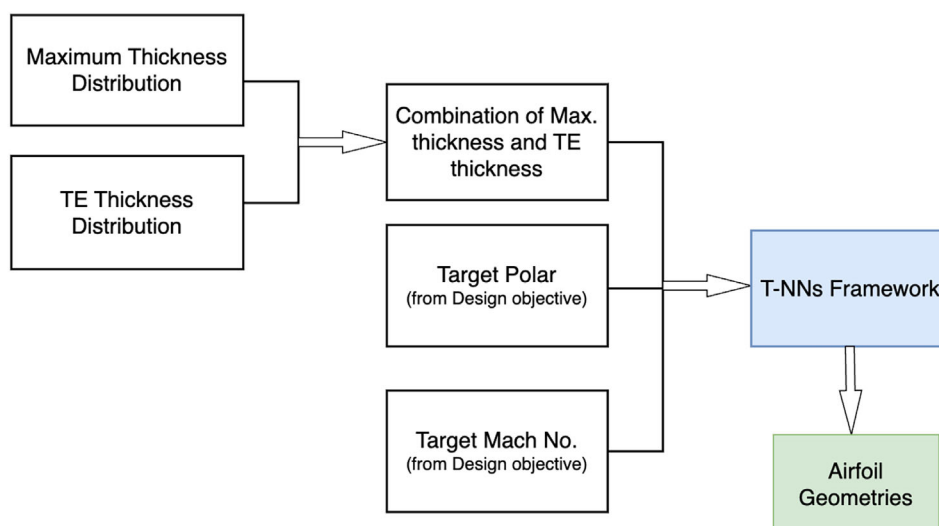 Maximum Thickness
Distribution
TE Thickness
Distribution
Combination of Max.
thickness and TE
thickness
Target Polar
(from Design objective)
Target Mach No.
(from Design objective)
T-NNs Framework
Airfoil
Geometries